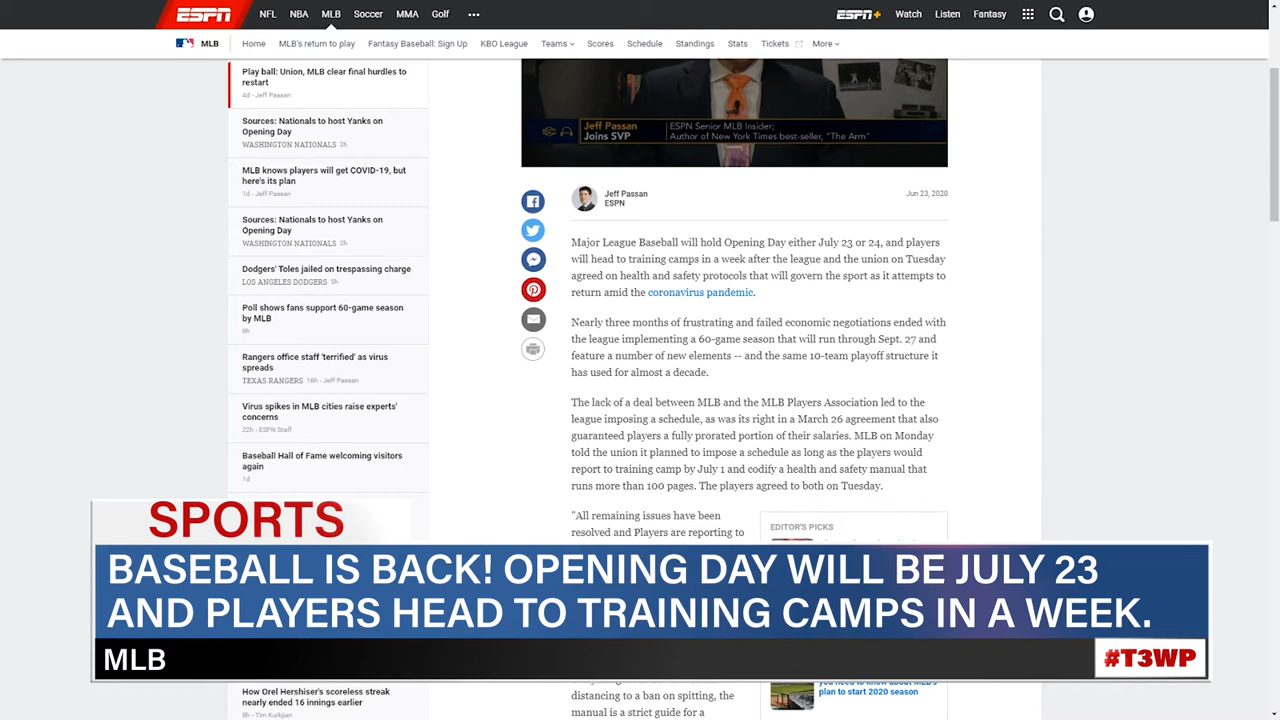 ESPN NFL NBA MLB Soccer MMA Golf ••• ESPN+ Watch Listen Fantasy
MLB Home MLB's return to play Fantasy Baseball: Sign Up KBO League Teams Scores Schedule Standings Stats Tickets More
Play ball: Union, MLB clear final hurdles to
restart
4d - Jeff Passan
Sources: Nationals to host Yanks on
Opening Day
WASHINGTON NATIONALS 2h
MLB knows players will get COVID-19, but
here's its plan
1d - Jeff Passan
Sources: Nationals to host Yanks on
Opening Day
WASHINGTON NATIONALS 2h
Dodgers' Toles jailed on trespassing charge
LOS ANGELES DODGERS 5h
Poll shows fans support 60-game season
by MLB
6h
Rangers office staff 'terrified' as virus
spreads
TEXAS RANGERS 16h - Jeff Passan
Virus spikes in MLB cities raise experts'
concerns
22h - ESPN Staff
Baseball Hall of Fame welcoming visitors
again
1d
How Orel Hershiser's scoreless streak
nearly ended 16 innings earlier
8h - Tim Kurkjian
Jeff Passan
Joins SVP
ESPN Senior MLB Insider;
Author of New York Times best-seller, "The Arm"
Jeff Passan
ESPN
Jun 23, 2020
Major League Baseball will hold Opening Day either July 23 or 24, and players
will head to training camps in a week after the league and the union on Tuesday
agreed on health and safety protocols that will govern the sport as it attempts to
return amid the coronavirus pandemic.
Nearly three months of frustrating and failed economic negotiations ended with
the league implementing a 60-game season that will run through Sept. 27 and
feature a number of new elements -- and the same 10-team playoff structure it
has used for almost a decade.
The lack of a deal between MLB and the MLB Players Association led to the
league imposing a schedule, as was its right in a March 26 agreement that also
guaranteed players a fully prorated portion of their salaries. MLB on Monday
told the union it planned to impose a schedule as long as the players would
report to training camp by July 1 and codify a health and safety manual that
runs more than 100 pages. The players agreed to both on Tuesday.
"All remaining issues have been
resolved and Players are reporting to
EDITOR'S PICKS
distancing to a ban on spitting, the
manual is a strict guide for a
you need to know about MLB's
plan to start 2020 season
SPORTS
BASEBALL IS BACK! OPENING DAY WILL BE JULY 23
AND PLAYERS HEAD TO TRAINING CAMPS IN A WEEK.
MLB
#T3WP